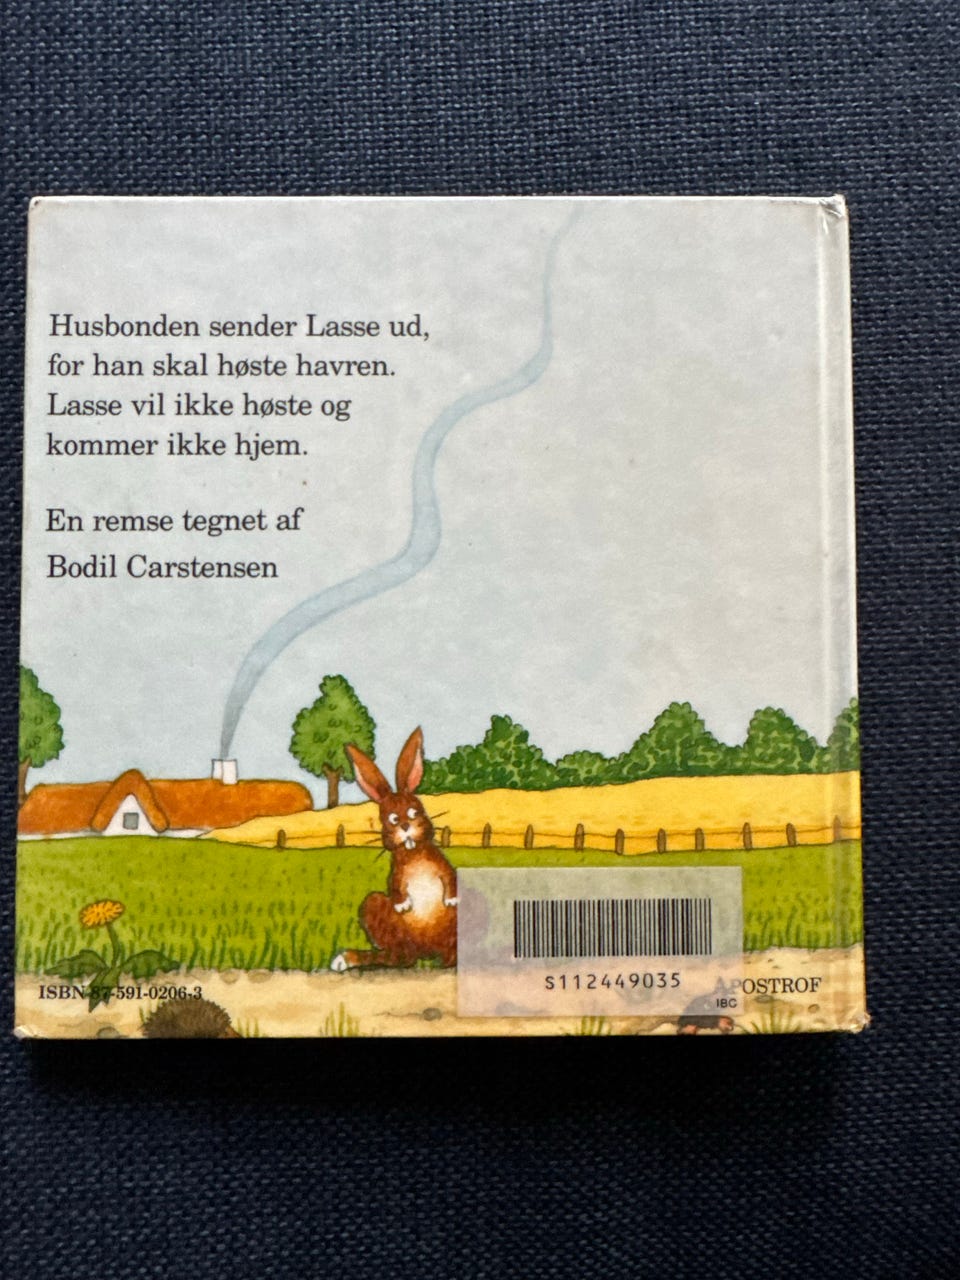 Husbonden sender Lasse ud,
for han skal høste havren.
Lasse vil ikke høste og
kommer ikke hjem.
En remse tegnet af
Bodil Carstensen
S112449035
ISBN 87-591-0206-3
APOSTROF
IBC